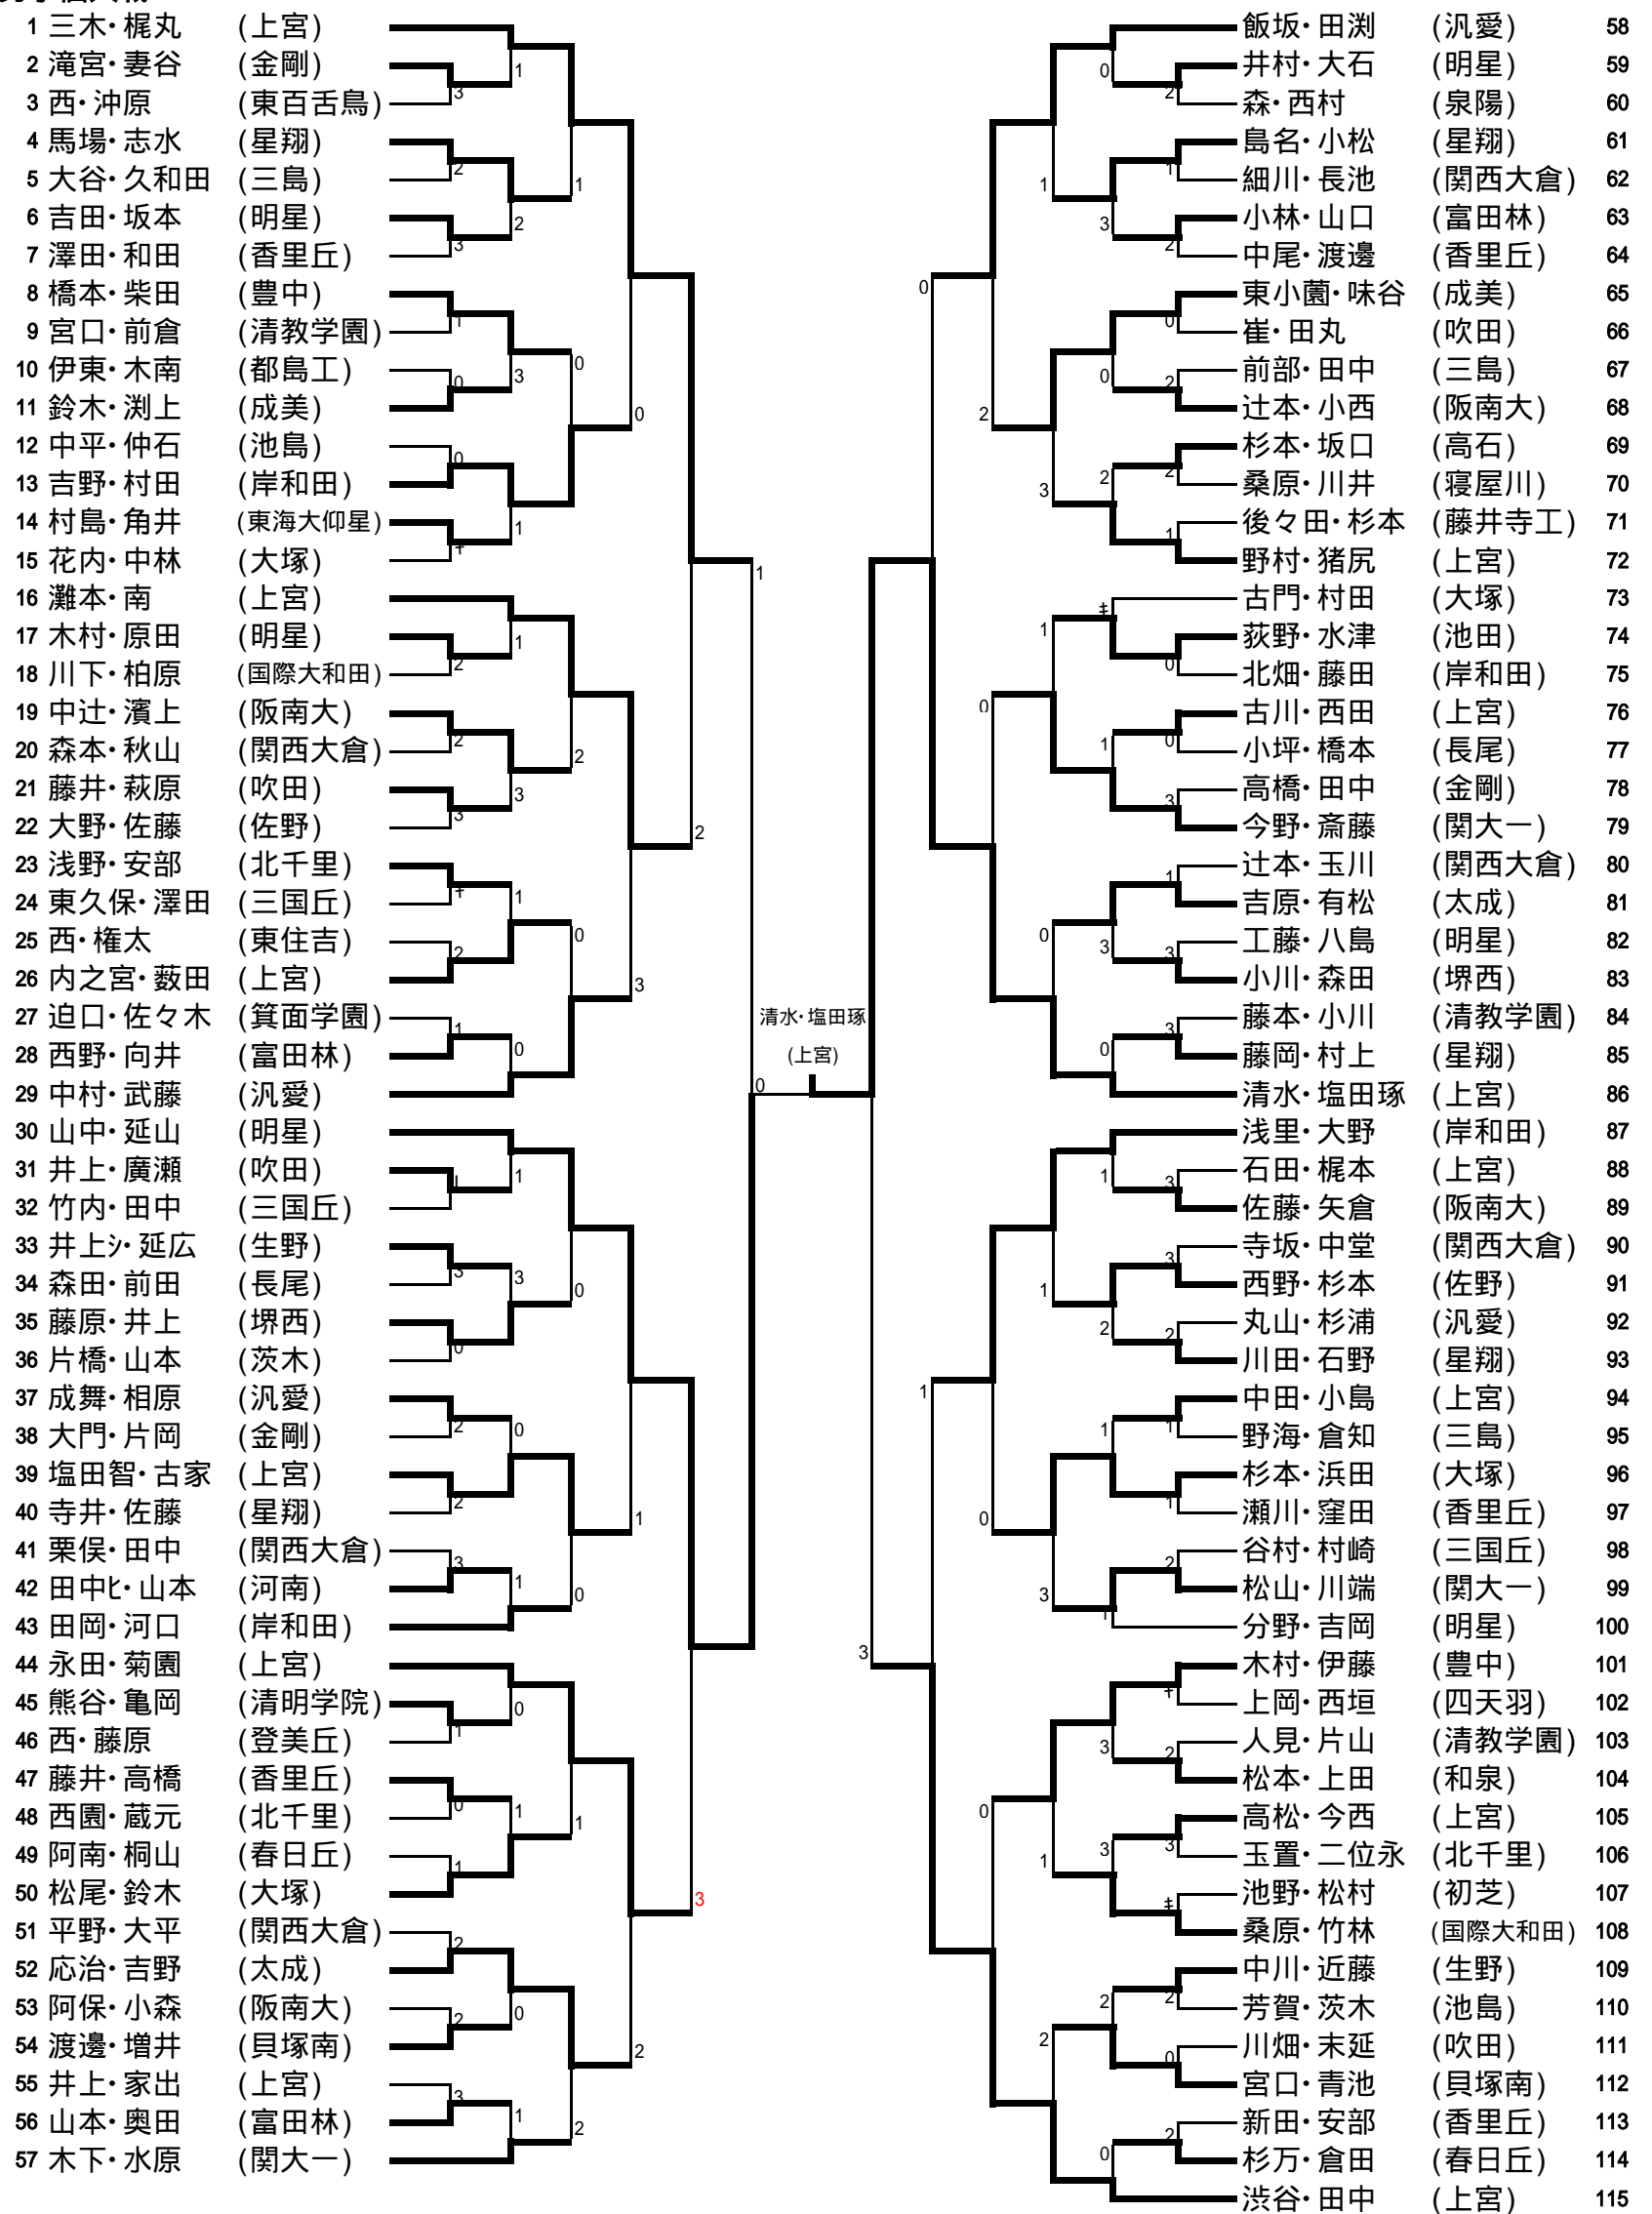 1 三木・梶丸 (上宮)
2 滝宮・妻谷 (金剛)
3 西・沖原 (東百舌鳥)
4 馬場・志水 (星翔)
5 大谷・久和田 (三島)
6 吉田・坂本 (明星)
7 澤田・和田 (香里丘)
8 橋本・柴田 (豊中)
9 宮口・前倉 (清教学園)
10 伊東・木南 (都島工)
11 鈴木・渕上 (成美)
12 中平・仲石 (池島)
13 吉野・村田 (岸和田)
14 村島・角井 (東海大仰星)
15 花内・中林 (大塚)
16 灘本・南 (上宮)
17 木村・原田 (明星)
18 川下・柏原 (国際大和田)
19 中辻・濱上 (阪南大)
20 森本・秋山 (関西大倉)
21 藤井・萩原 (吹田)
22 大野・佐藤 (佐野)
23 浅野・安部 (北千里)
24 東久保・澤田 (三国丘)
25 西・権太 (東住吉)
26 内之宮・薮田 (上宮)
27 迫口・佐々木 (箕面学園)
28 西野・向井 (富田林)
29 中村・武藤 (汎愛)
30 山中・延山 (明星)
31 井上・廣瀬 (吹田)
32 竹内・田中 (三国丘)
33 井上シ・延広 (生野)
34 森田・前田 (長尾)
35 藤原・井上 (堺西)
36 片橋・山本 (茨木)
37 成舞・相原 (汎愛)
38 大門・片岡 (金剛)
39 塩田智・古家 (上宮)
40 寺井・佐藤 (星翔)
41 栗俣・田中 (関西大倉)
42 田中ヒ・山本 (河南)
43 田岡・河口 (岸和田)
44 永田・菊園 (上宮)
45 熊谷・亀岡 (清明学院)
46 西・藤原 (登美丘)
47 藤井・高橋 (香里丘)
48 西園・蔵元 (北千里)
49 阿南・桐山 (春日丘)
50 松尾・鈴木 (大塚)
51 平野・大平 (関西大倉)
52 応治・吉野 (太成)
53 阿保・小森 (阪南大)
54 渡邊・増井 (貝塚南)
55 井上・家出 (上宮)
56 山本・奥田 (富田林)
57 木下・水原 (関大一)
清水・塩田琢
(上宮)
飯坂・田渕 (汎愛) 58
井村・大石 (明星) 59
森・西村 (泉陽) 60
島名・小松 (星翔) 61
細川・長池 (関西大倉) 62
小林・山口 (富田林) 63
中尾・渡邊 (香里丘) 64
東小薗・味谷 (成美) 65
崔・田丸 (吹田) 66
前部・田中 (三島) 67
辻本・小西 (阪南大) 68
杉本・坂口 (高石) 69
桑原・川井 (寝屋川) 70
後々田・杉本 (藤井寺工) 71
野村・猪尻 (上宮) 72
古門・村田 (大塚) 73
荻野・水津 (池田) 74
北畑・藤田 (岸和田) 75
古川・西田 (上宮) 76
小坪・橋本 (長尾) 77
高橋・田中 (金剛) 78
今野・斎藤 (関大一) 79
辻本・玉川 (関西大倉) 80
吉原・有松 (太成) 81
工藤・八島 (明星) 82
小川・森田 (堺西) 83
藤本・小川 (清教学園) 84
藤岡・村上 (星翔) 85
清水・塩田琢 (上宮) 86
浅里・大野 (岸和田) 87
石田・梶本 (上宮) 88
佐藤・矢倉 (阪南大) 89
寺坂・中堂 (関西大倉) 90
西野・杉本 (佐野) 91
丸山・杉浦 (汎愛) 92
川田・石野 (星翔) 93
中田・小島 (上宮) 94
野海・倉知 (三島) 95
杉本・浜田 (大塚) 96
瀬川・窪田 (香里丘) 97
谷村・村崎 (三国丘) 98
松山・川端 (関大一) 99
分野・吉岡 (明星) 100
木村・伊藤 (豊中) 101
上岡・西垣 (四天羽) 102
人見・片山 (清教学園) 103
松本・上田 (和泉) 104
高松・今西 (上宮) 105
玉置・二位永 (北千里) 106
池野・松村 (初芝) 107
桑原・竹林 (国際大和田) 108
中川・近藤 (生野) 109
芳賀・茨木 (池島) 110
川畑・末延 (吹田) 111
宮口・青池 (貝塚南) 112
新田・安部 (香里丘) 113
杉万・倉田 (春日丘) 114
渋谷・田中 (上宮) 115